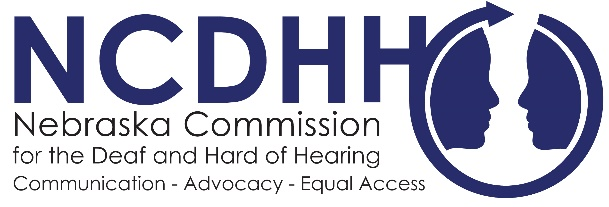 NCDHH
Nebraska Commission
for the Deaf and Hard of Hearing
Communication - Advocacy - Equal Access